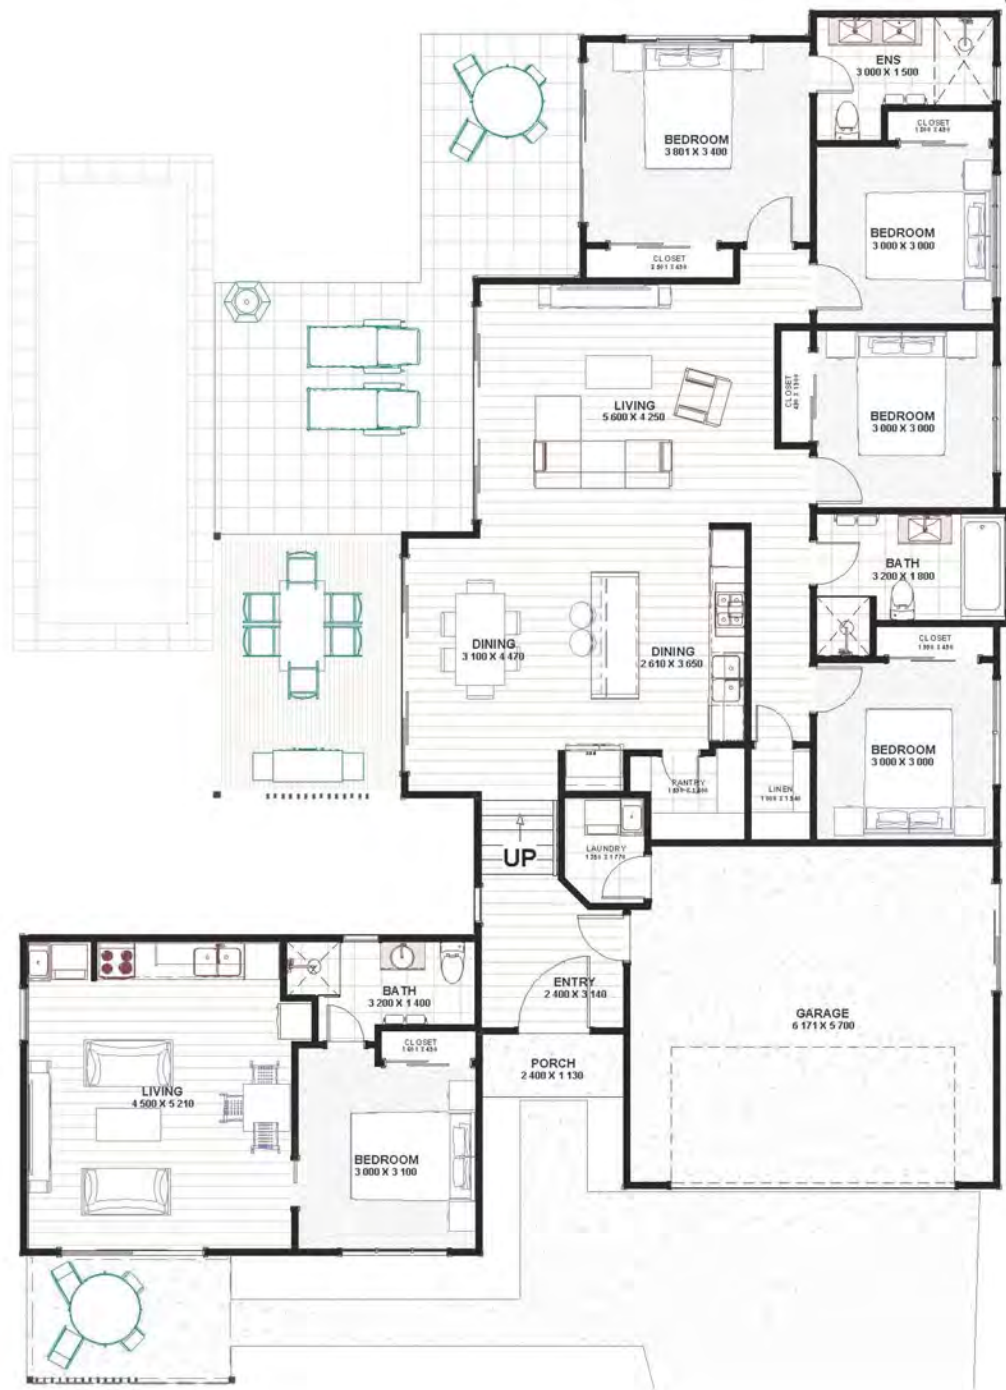 ENS
3 000 X 1 500
CLOSET
BEDROOM
3 801 X 3 400
BEDROOM
3 000 X 3 000
CLOSET
CLOSET
LIVING
5 600 X 4 250
BEDROOM
3 000 X 3 000
BATH
3 200 X 1 800
DINING
3 100 X 4 470
DINING
2 610 X 3 650
CLOSET
BEDROOM
3 000 X 3 000
PANTRY
LINEN
UP
LAUNDRY
ENTRY
2 400 X 3 140
BATH
3 200 X 1 400
GARAGE
6 171 X 5 700
CLOSET
PORCH
2 400 X 1 130
LIVING
4 500 X 5 210
BEDROOM
3 000 X 3 100